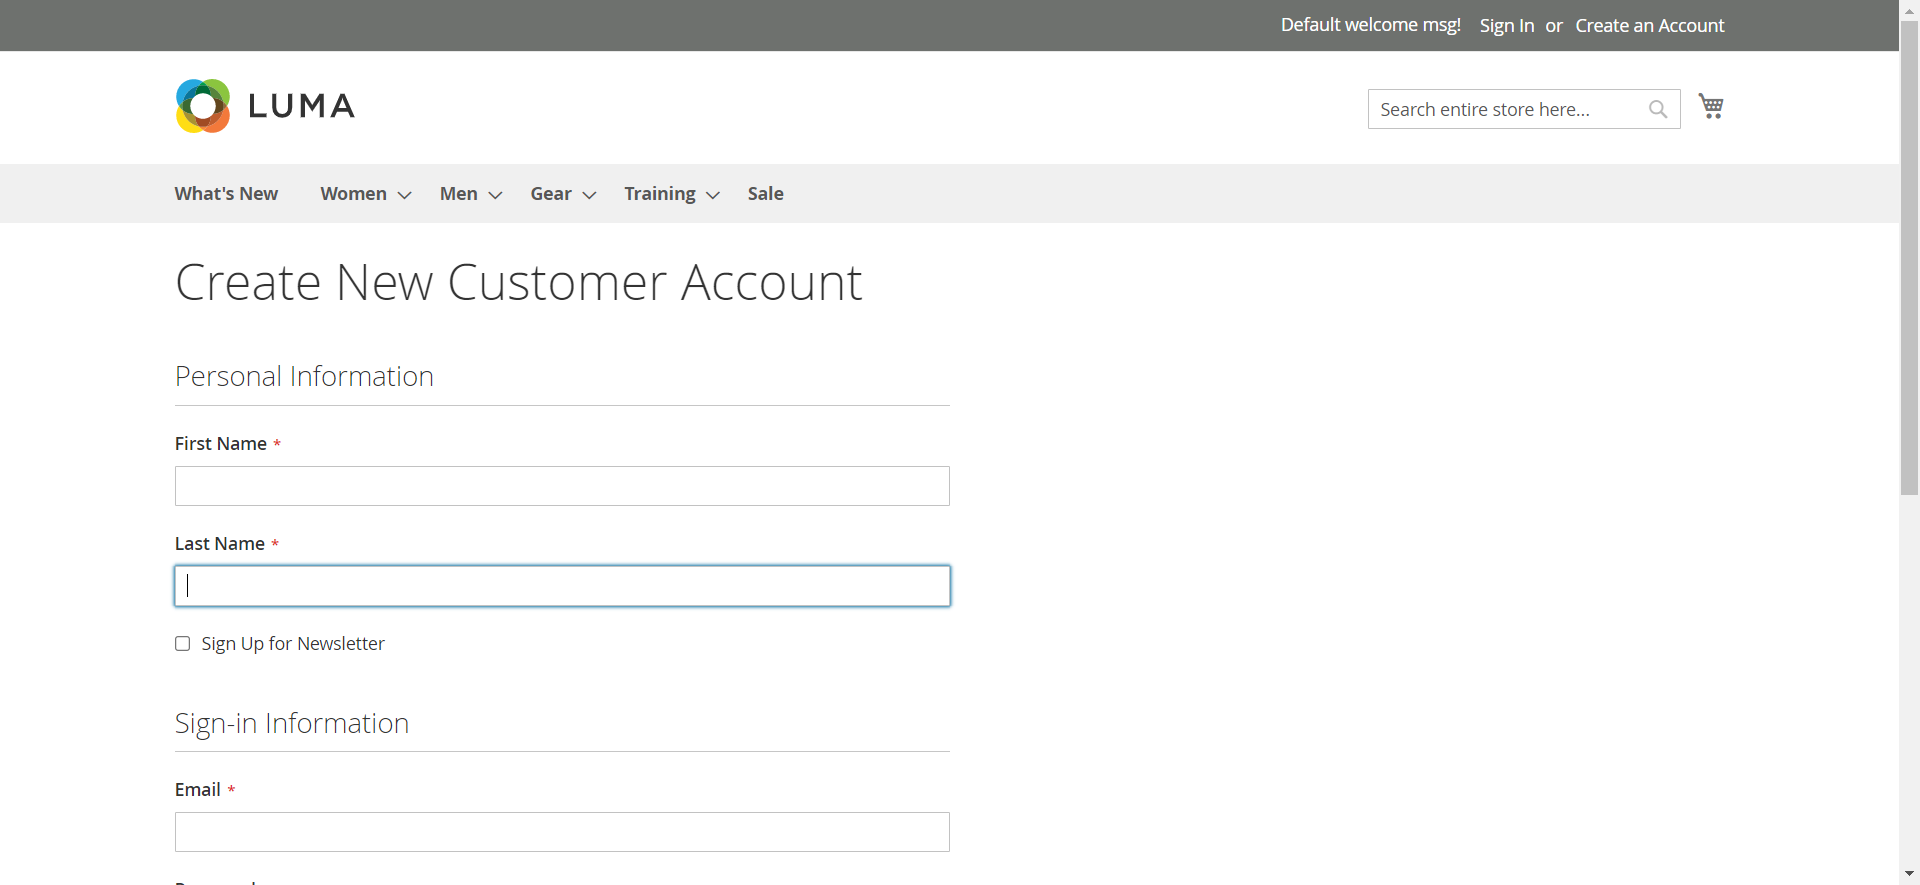 Default welcome msg! Sign In or Create an Account
LUMA
Search entire store here...
What's New Women Men Gear Training Sale
Create New Customer Account
Personal Information
First Name *
Last Name *
Sign Up for Newsletter
Sign-in Information
Email *